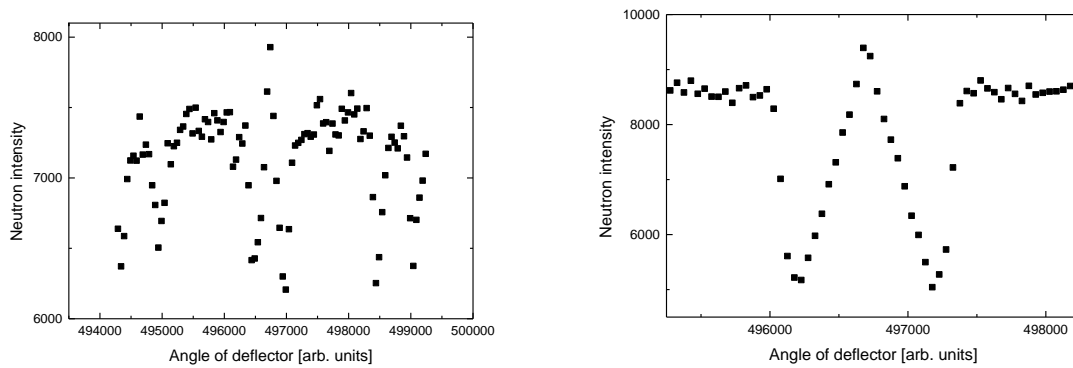 8000
7000
6000
Neutron intensity
494000 495000 496000 497000 498000 499000 500000
Angle of deflector [arb. units]
10000
8000
6000
Neutron intensity
496000 497000 498000
Angle of deflector [arb. units]